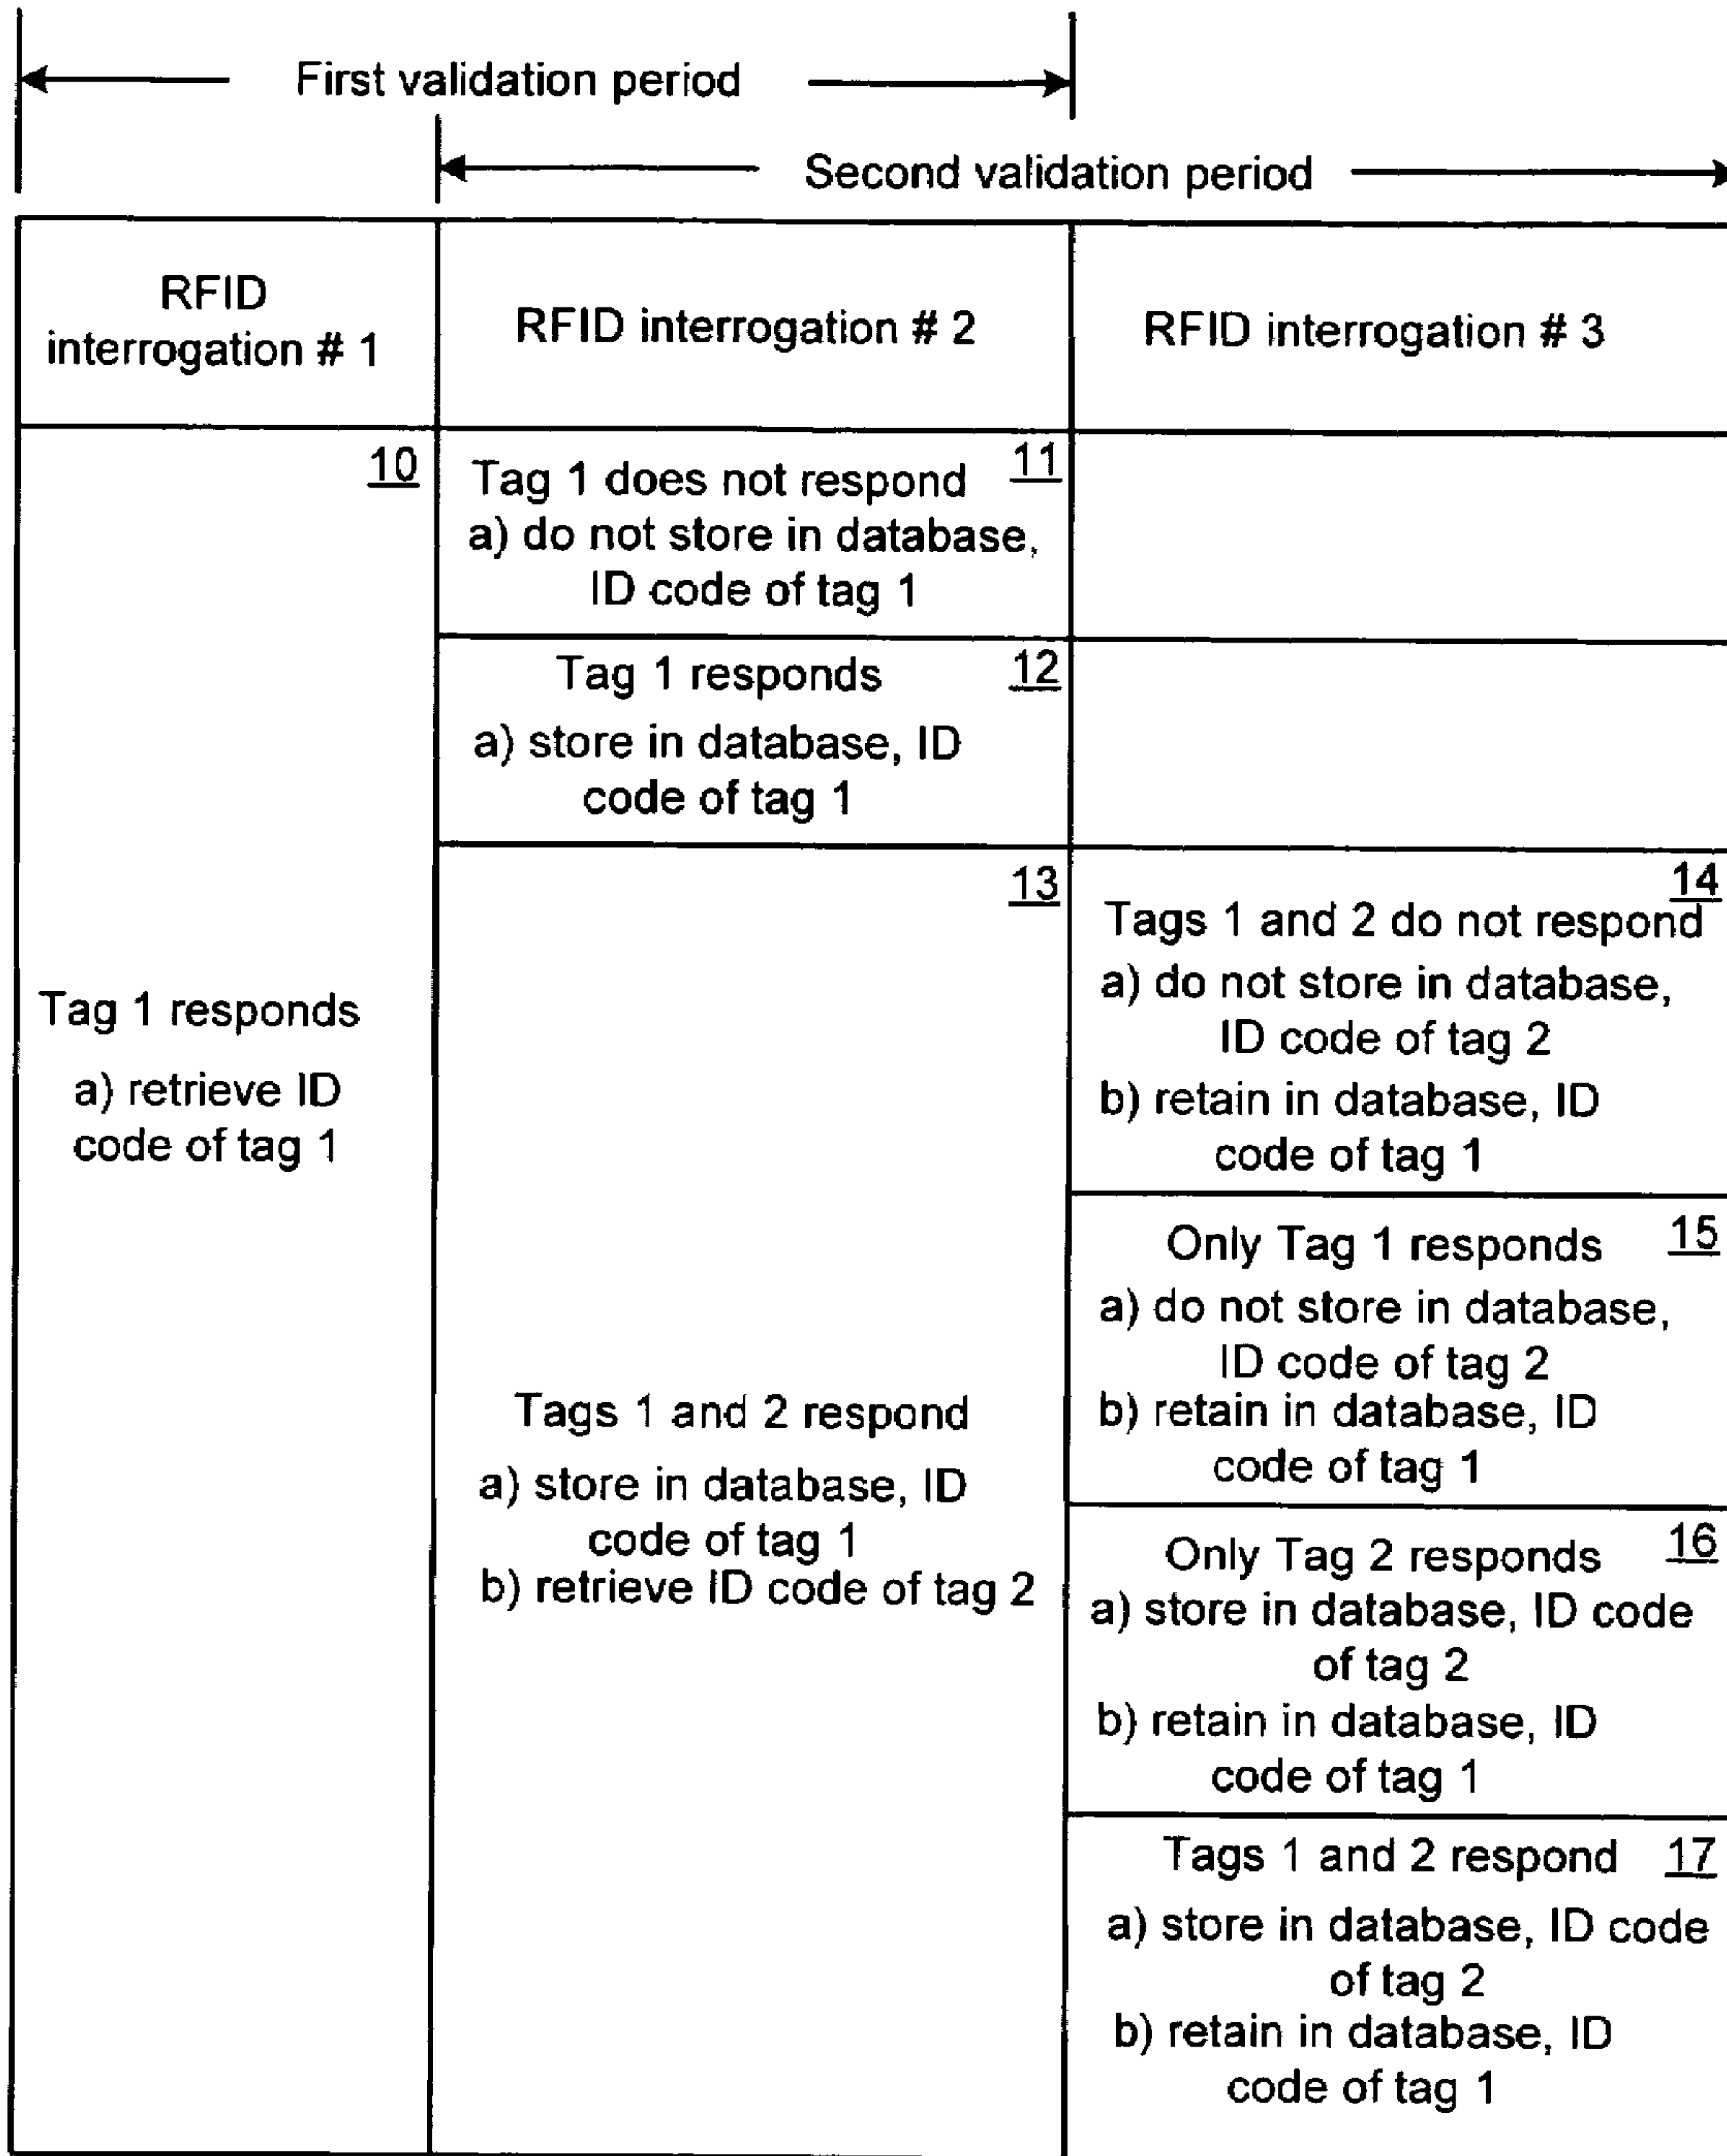 First validation period
Second validation period
RFID
interrogation # 1
RFID interrogation # 2
RFID interrogation # 3
10
Tag 1 responds
a) retrieve ID
code of tag 1
11
Tag 1 does not respond
a) do not store in database,
ID code of tag 1
12
Tag 1 responds
a) store in database, ID
code of tag 1
13
Tags 1 and 2 respond
a) store in database, ID
code of tag 1
b) retrieve ID code of tag 2
14
Tags 1 and 2 do not respond
a) do not store in database,
ID code of tag 2
b) retain in database, ID
code of tag 1
15
Only Tag 1 responds
a) do not store in database,
ID code of tag 2
b) retain in database, ID
code of tag 1
16
Only Tag 2 responds
a) store in database, ID code
of tag 2
b) retain in database, ID
code of tag 1
17
Tags 1 and 2 respond
a) store in database, ID code
of tag 2
b) retain in database, ID
code of tag 1